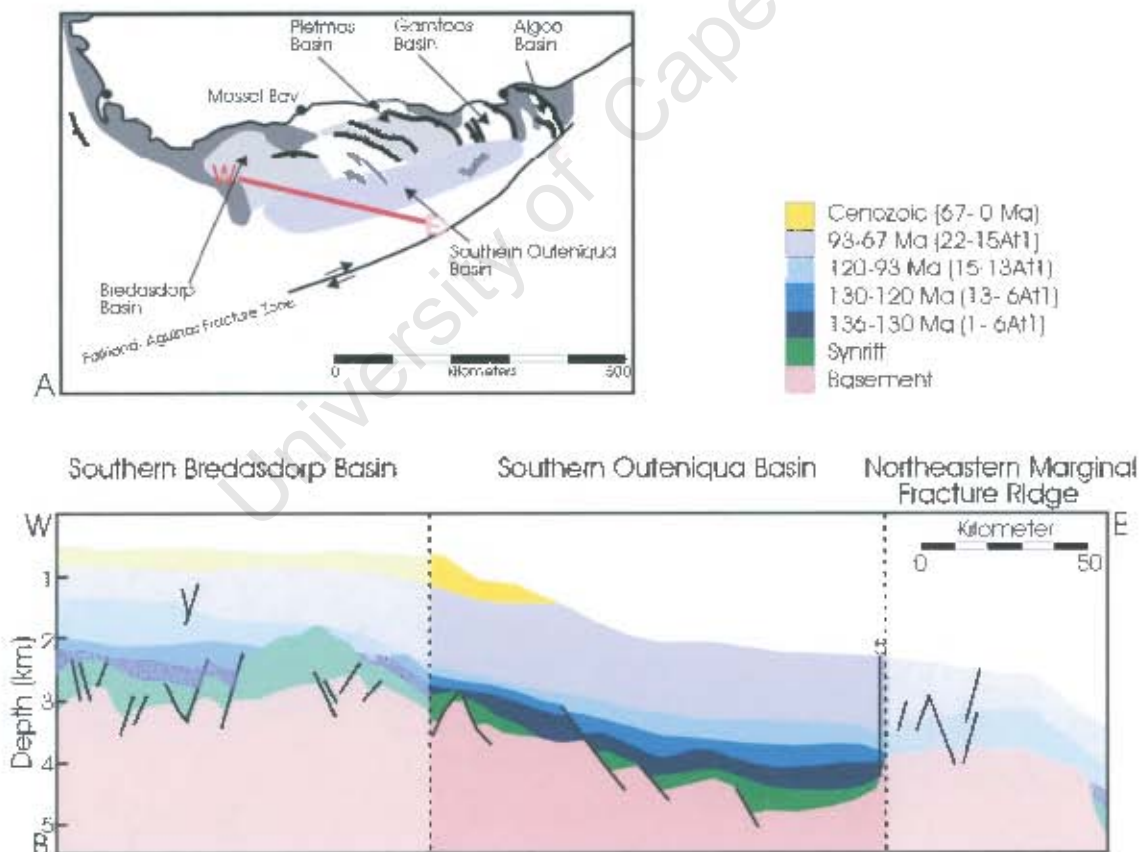 Pletmos
Basin
Gamtoos
Basin
Algoa
Basin
Mossel Bay
W
E
Southern Outeniqua
Basin
Bredasdorp
Basin
Fracture Zone
0
Kilometers
A
University of Cape
Cenozoic (67-0 Ma)
93-67 Ma (22-15At1)
120-93 Ma (15-13At1)
130-120 Ma (13-6At1)
136-130 Ma (1-6At1)
Synrift
Basement
Southern Bredasdorp Basin
Southern Outeniqua Basin
Northeastern Marginal
Fracture Ridge
W
E
Kilometer
0
50
1
2
3
4
5
Depth (km)
B